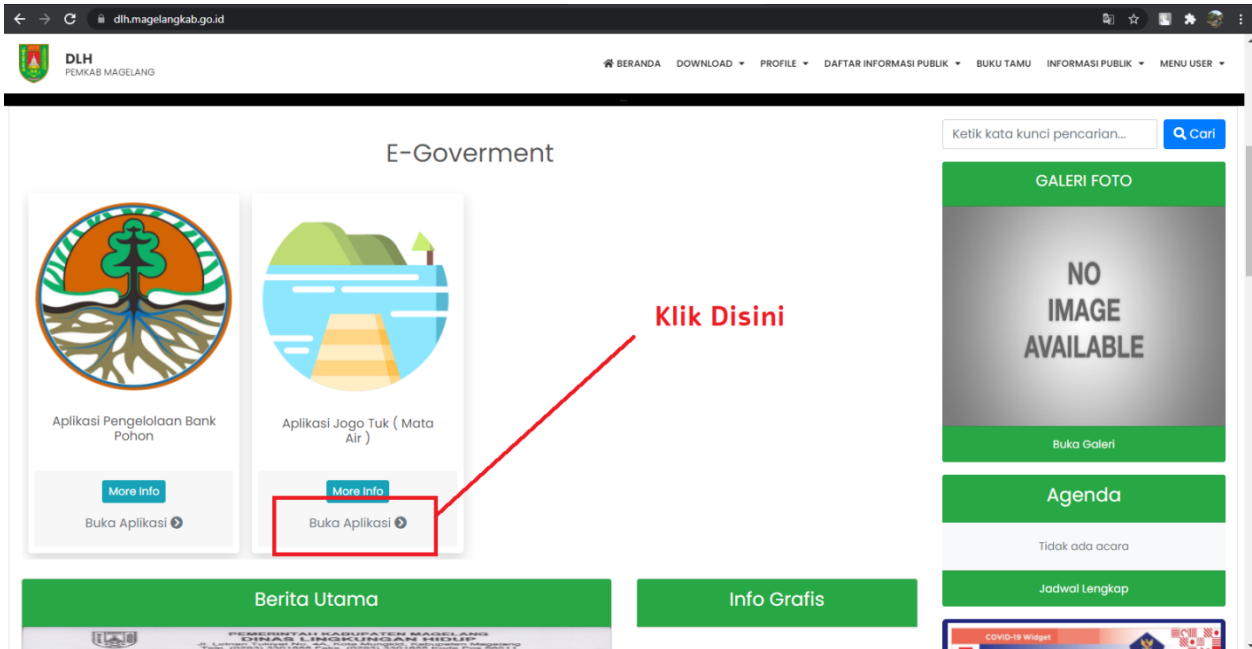 dlh.magelangkab.go.id
DLH
PEMKAB MAGELANG
BERANDA DOWNLOAD PROFILE DAFTAR INFORMASI PUBLIK BUKU TAMU INFORMASI PUBLIK MENU USER
E-Goverment
Aplikasi Pengelolaan Bank
Pohon
More Info
Buka Aplikasi
Aplikasi Jogo Tuk ( Mata
Air )
More Info
Buka Aplikasi
Klik Disini
Ketik kata kunci pencarian...
Cari
GALERI FOTO
NO
IMAGE
AVAILABLE
Buka Galeri
Agenda
Tidak ada acara
Jadwal Lengkap
Berita Utama
PEMERINTAH KABUPATEN MAGELANG
DINAS LINGKUNGAN HIDUP
Info Grafis
COVID-19 Widget